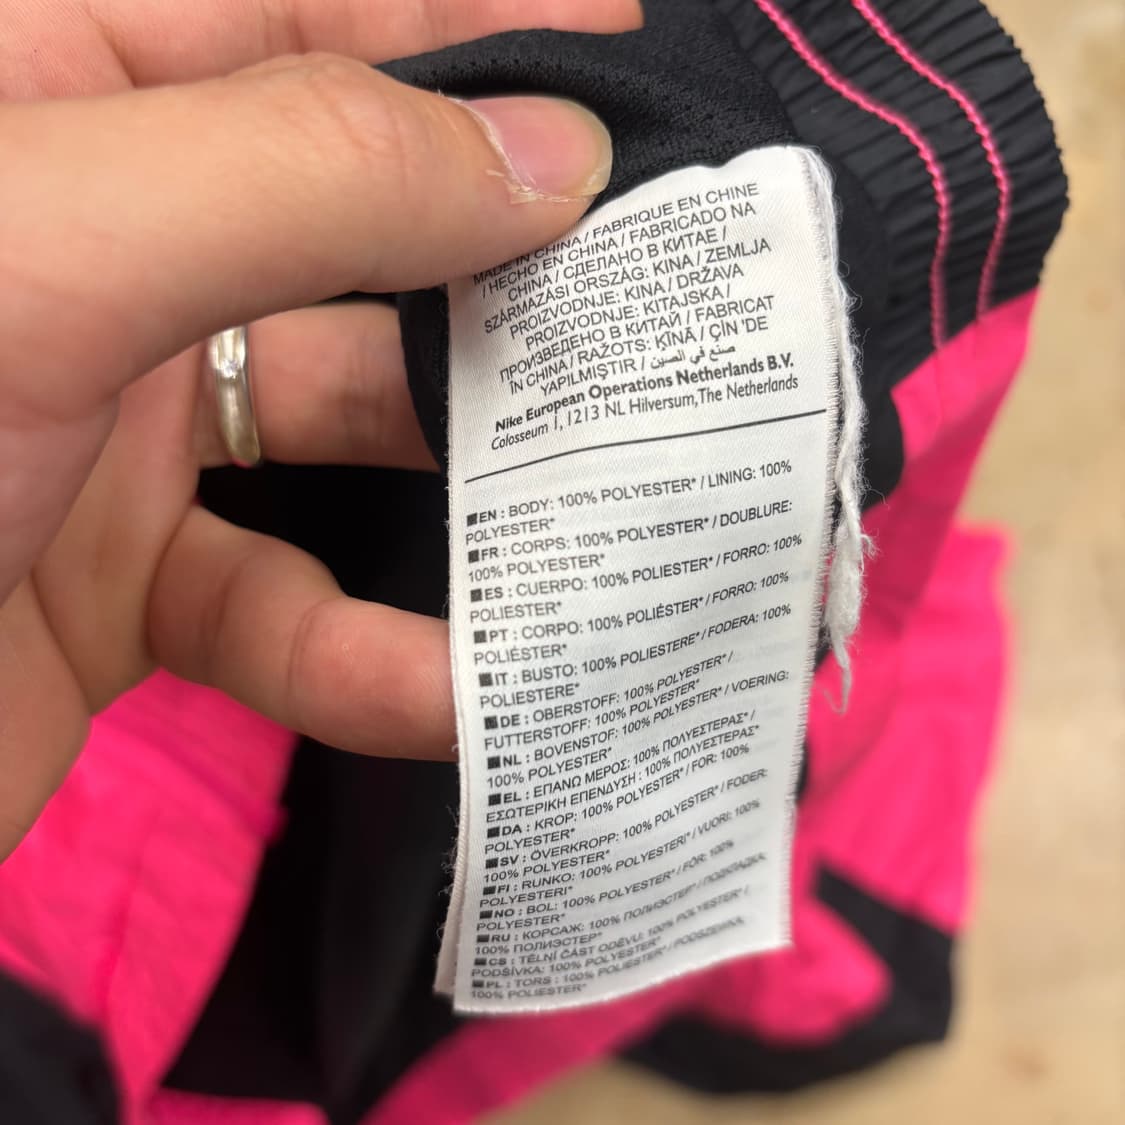 MADE IN CHINA / FABRIQUE EN CHINE
/ HECHO EN CHINA / FABRICADO NA
CHINA / СДЕЛАНО В КИТАЕ /
SZÁRMAZÁSI ORSZÁG: KINA / ZEMLJA
PROIZVODNJE: KINA / DRŽAVA
PROIZVODNJE: KITAJSKA /
ПРОИЗВЕДЕНО В КИТАЙ / FABRICAT
ÎN CHINA / RAŽOTS: ĶĪNĀ / ÇİN 'DE
YAPILMIŞTIR / صنع في الصين
Nike European Operations Netherlands B.V.
Colosseum 1, 1213 NL Hilversum,The Netherlands
EN : BODY: 100% POLYESTER* / LINING: 100%
POLYESTER*
FR : CORPS: 100% POLYESTER* / DOUBLURE:
100% POLYESTER*
ES : CUERPO: 100% POLIESTER* / FORRO: 100%
POLIESTER*
PT : CORPO: 100% POLIÉSTER* / FORRO: 100%
POLIÉSTER*
IT : BUSTO: 100% POLIESTERE* / FODERA: 100%
POLIESTERE*
DE : OBERSTOFF: 100% POLYESTER* /
FUTTERSTOFF: 100% POLYESTER*
NL : BOVENSTOF: 100% POLYESTER* / VOERING:
100% POLYESTER*
EL : ΕΠΑΝΩ ΜΕΡΟΣ: 100% ΠΟΛΥΕΣΤΕΡΑΣ* /
ΕΣΩΤΕΡΙΚΗ ΕΠΕΝΔΥΣΗ : 100% ΠΟΛΥΕΣΤΕΡΑΣ*
DA : KROP: 100% POLYESTER* / FOR: 100%
POLYESTER*
SV : ÖVERKROPP: 100% POLYESTER* / FODER:
100% POLYESTER*
FI : RUNKO: 100% POLYESTERI* / VUORI: 100%
POLYESTERI*
NO : BOL: 100% POLYESTER* / FÔR: 100%
POLYESTER*
RU : КОРСАЖ: 100% ПОЛИЭСТЕР* / ПОДКЛАДКА:
100% ПОЛИЭСТЕР*
CS : TĚLNÍ ČÁST ODĚVU: 100% POLYESTER* /
PODŠÍVKA: 100% POLYESTER*
PL : TORS : 100% POLIESTER* / PODSZEWKA:
100% POLIESTER*